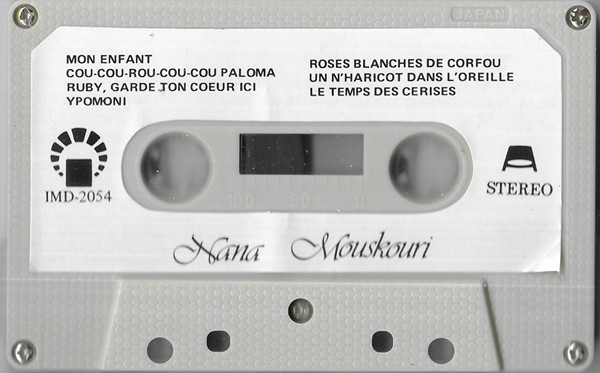 JAPAN
MON ENFANT
COU-COU-ROU-COU-COU PALOMA
RUBY, GARDE TON COEUR ICI
YPOMONI
ROSES BLANCHES DE CORFOU
UN N'HARICOT DANS L'OREILLE
LE TEMPS DES CERISES
IMD-2054
STEREO
100 50 0
Nana Mouskouri